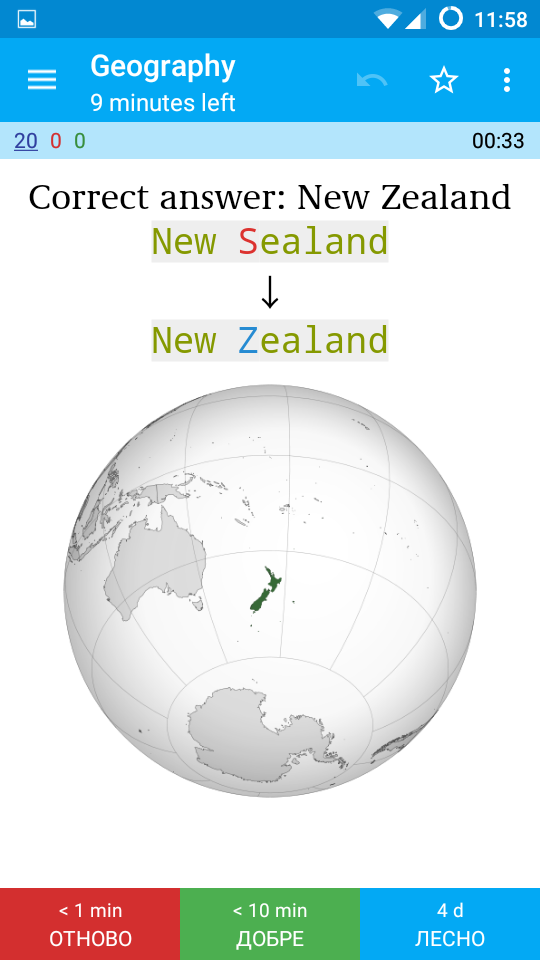 11:58
Geography
9 minutes left
20 0 0 00:33
Correct answer: New Zealand
New Sealand
↓
New Zealand
< 1 min < 10 min 4 d
ОТНОВО ДОБРЕ ЛЕСНО